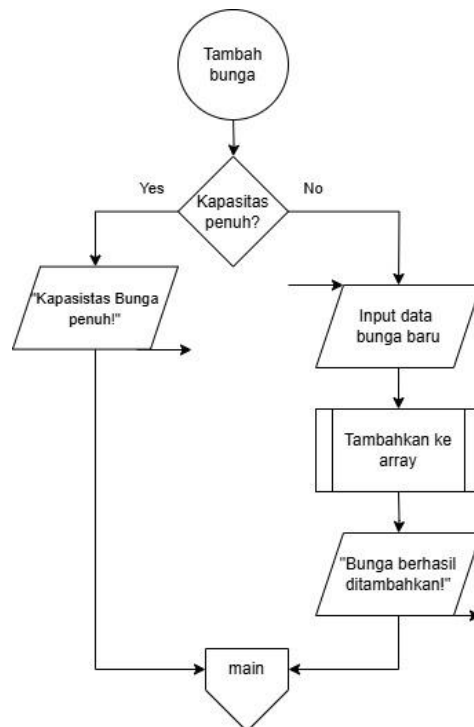 Tambah
bunga
Yes
No
Kapasitas
penuh?
"Kapasistas Bunga
penuh!"
Input data
bunga baru
Tambahkan ke
array
"Bunga berhasil
ditambahkan!"
main